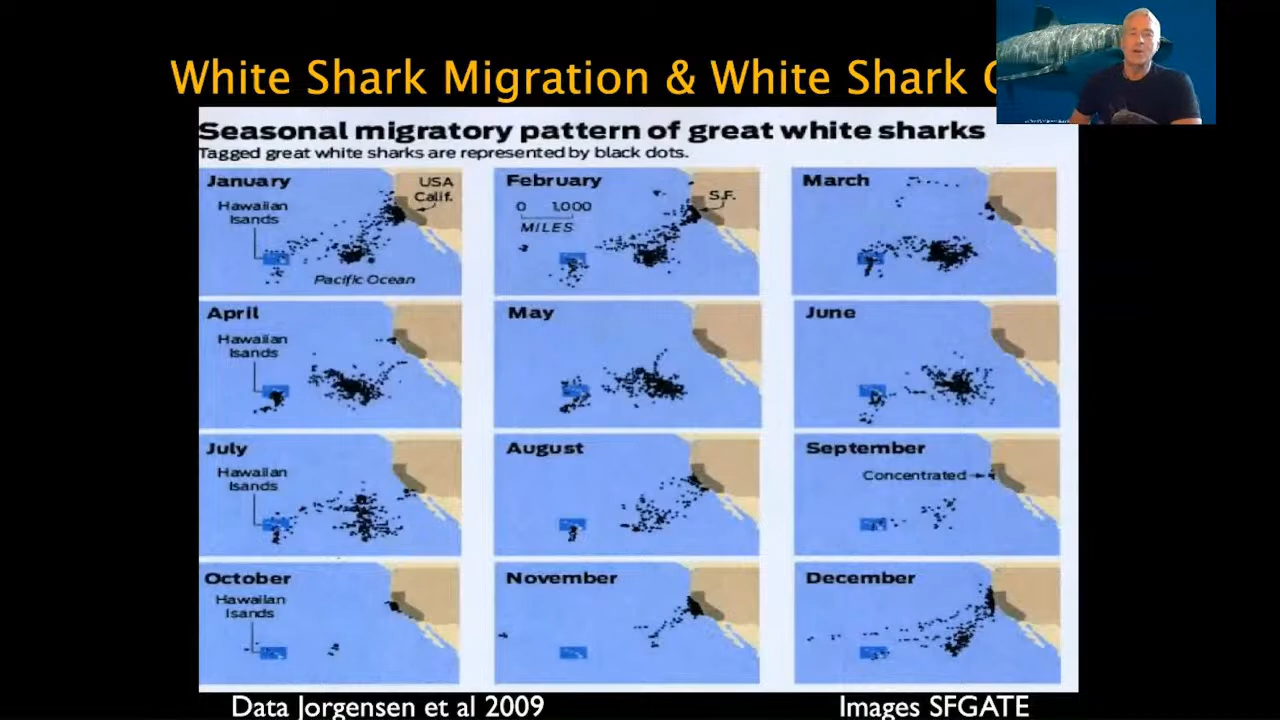 White Shark Migration & White Shark
Seasonal migratory pattern of great white sharks
Tagged great white sharks are represented by black dots.
January
USA
Calif.
Hawaiian
Isands
Pacific Ocean
February
S.F.
0 1,000
MILES
March
April
Hawaiian
Isands
May
June
July
Hawaiian
Isands
August
September
Concentrated
October
Hawaiian
Isands
November
December
Data Jorgensen et al 2009
Images SFGATE